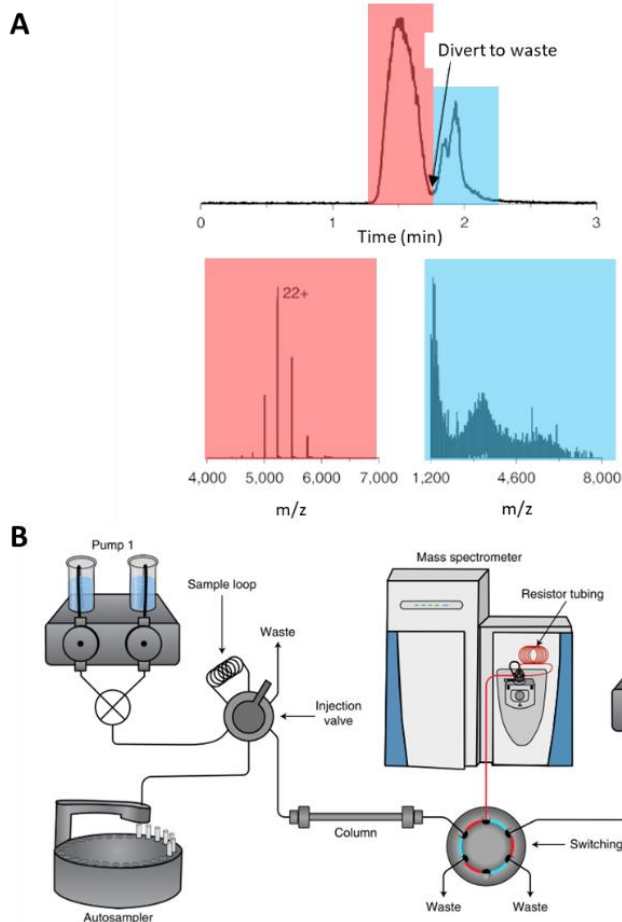 A
Divert to waste
0
1
2
3
Time (min)
22+
4,000
5,000
6,000
7,000
m/z
1,200
4,600
8,000
m/z
B
Pump 1
Sample loop
Waste
Injection
valve
Mass spectrometer
Resistor tubing
Column
Switching
Waste
Waste
Autosampler